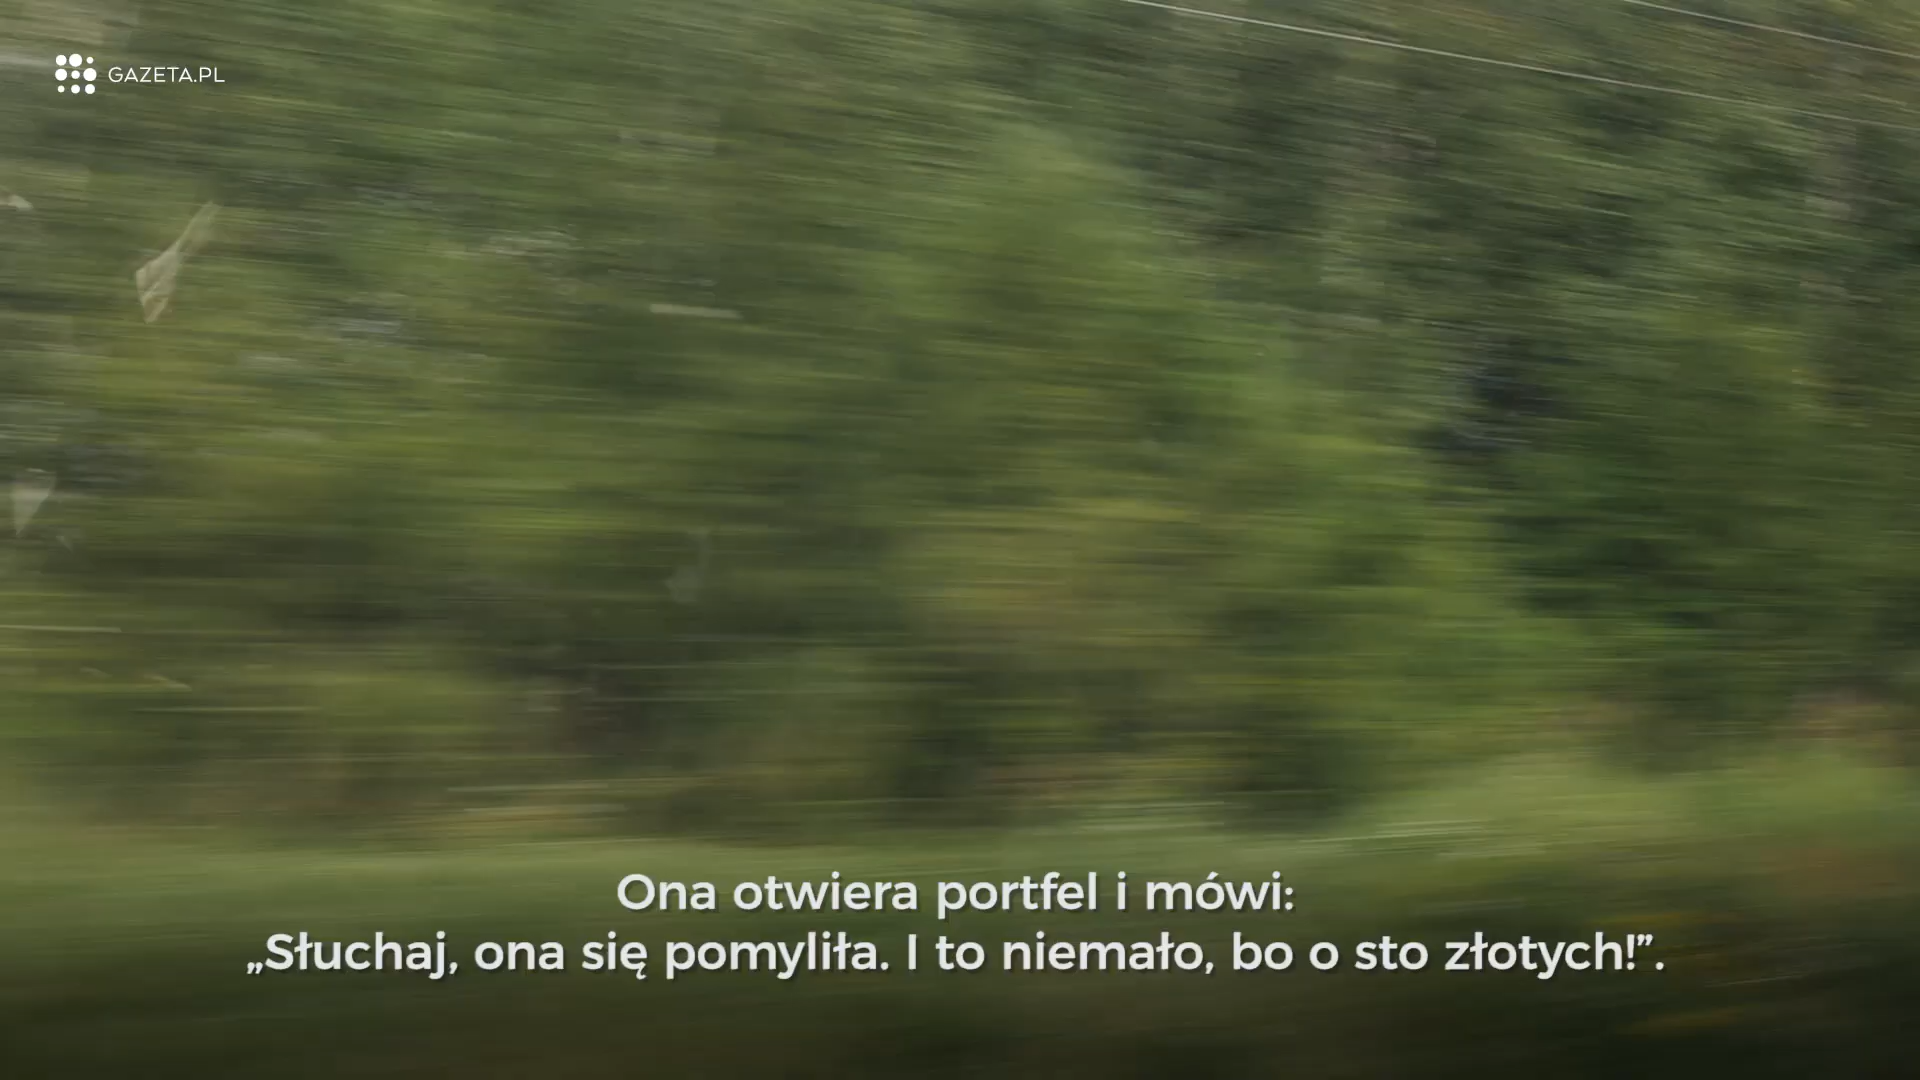 GAZETA.PL
Ona otwiera portfel i mówi:
„Słuchaj, ona się pomyliła. I to niemało, bo o sto złotych!”.